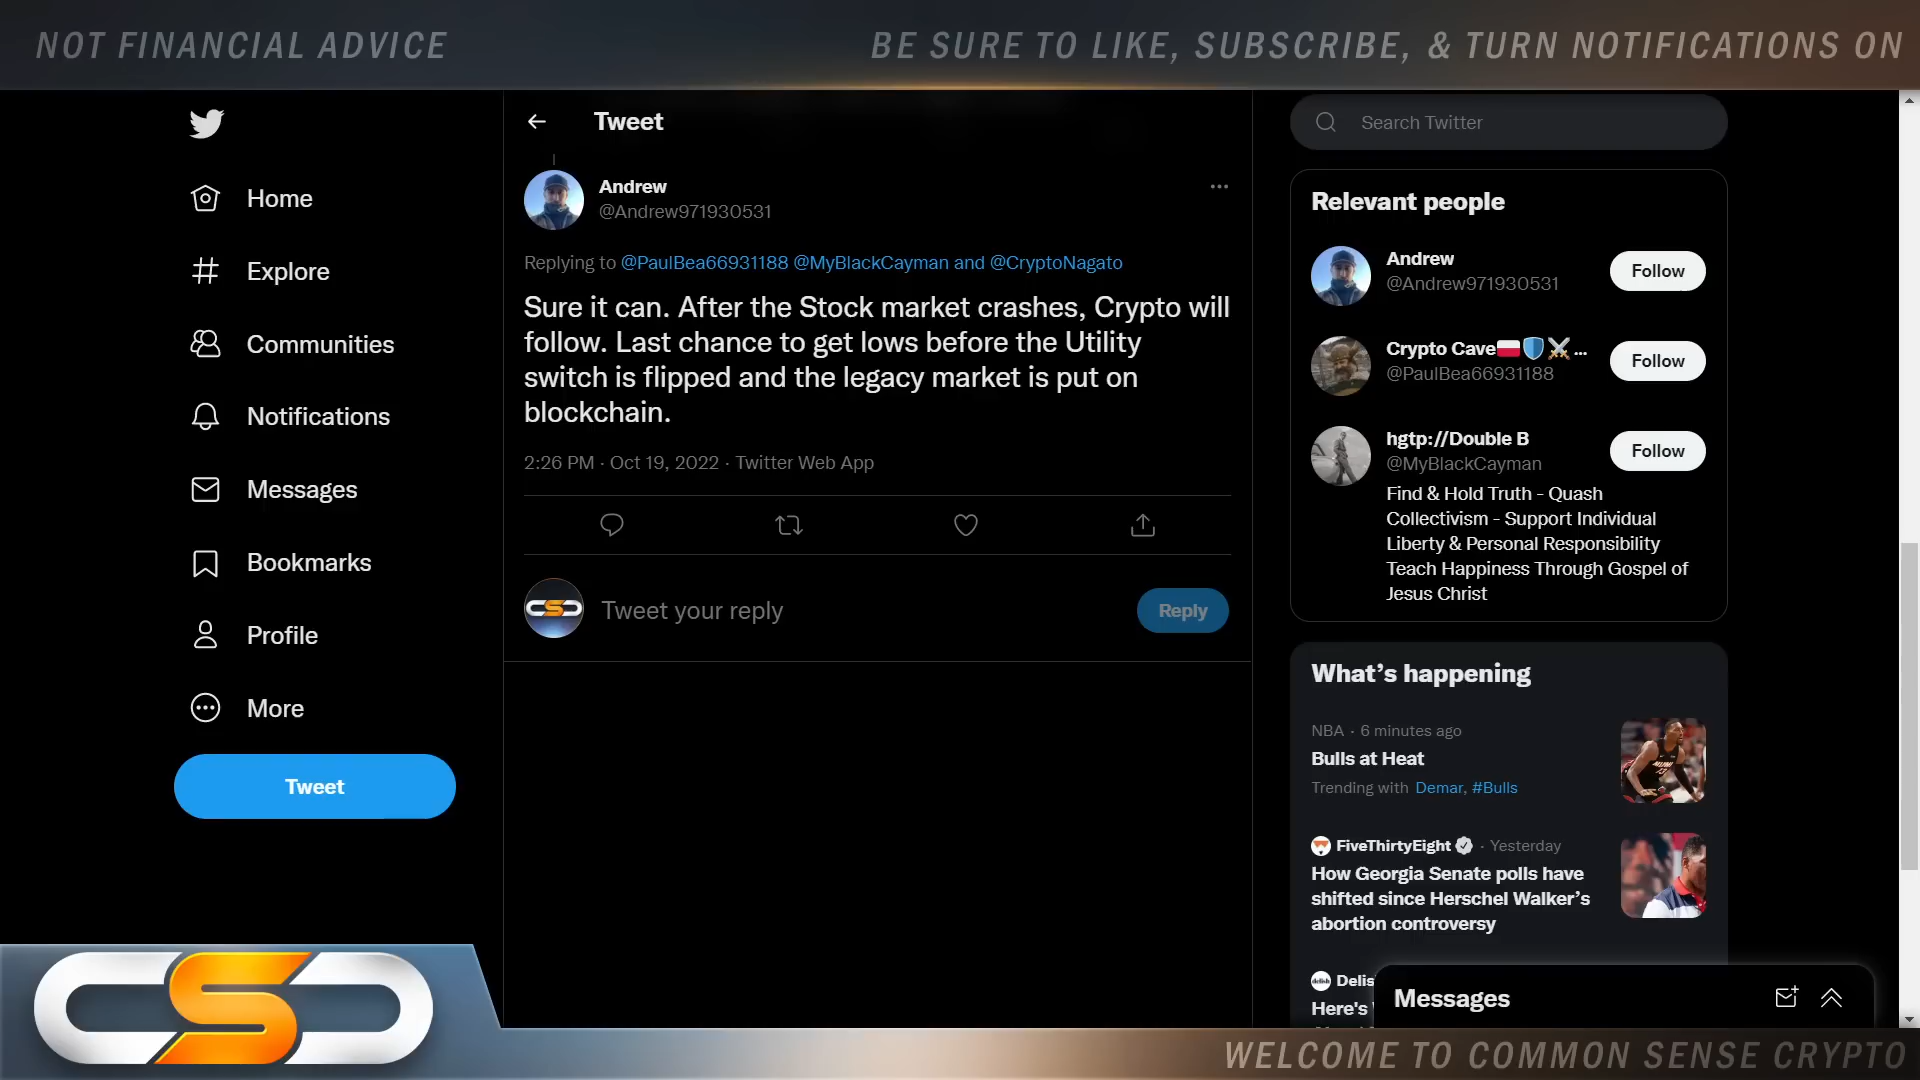 NOT FINANCIAL ADVICE
BE SURE TO LIKE, SUBSCRIBE, & TURN NOTIFICATIONS ON
Home
Explore
Communities
Notifications
Messages
Bookmarks
Profile
More
Tweet
Tweet
Andrew
@Andrew971930531
Replying to @PaulBea66931188 @MyBlackCayman and @CryptoNagato
Sure it can. After the Stock market crashes, Crypto will
follow. Last chance to get lows before the Utility
switch is flipped and the legacy market is put on
blockchain.
2:26 PM · Oct 19, 2022 · Twitter Web App
Tweet your reply
Reply
Search Twitter
Relevant people
Andrew
@Andrew971930531
Follow
Crypto Cave🇵🇱🛡️⚔️...
@PaulBea66931188
Follow
hgtp://Double B
@MyBlackCayman
Follow
Find & Hold Truth - Quash
Collectivism - Support Individual
Liberty & Personal Responsibility
Teach Happiness Through Gospel of
Jesus Christ
What's happening
NBA · 6 minutes ago
Bulls at Heat
Trending with Demar, #Bulls
FiveThirtyEight · Yesterday
How Georgia Senate polls have
shifted since Herschel Walker's
abortion controversy
delish
Here's
Messages
CSC
WELCOME TO COMMON SENSE CRYPTO